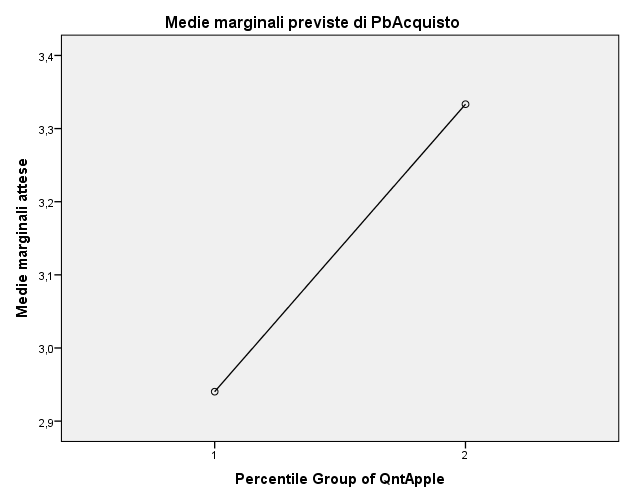 Medie marginali previste di PbAcquisto
3,4
3,3
3,2
3,1
3,0
2,9
Medie marginali attese
1 2
Percentile Group of QntApple